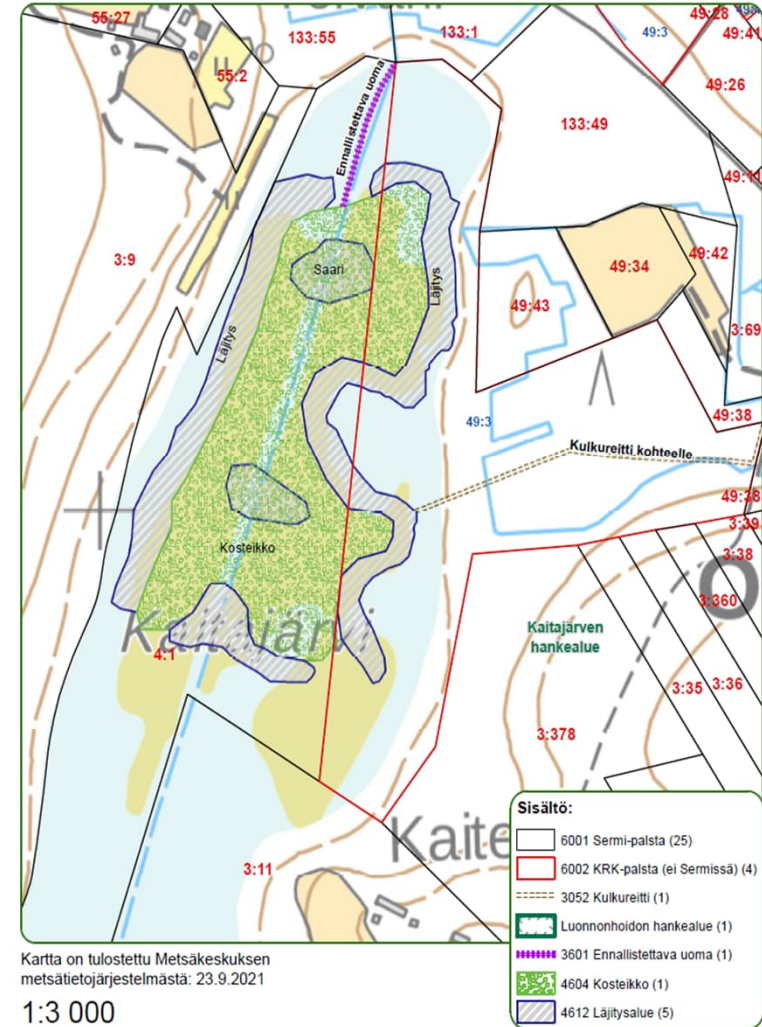 55:27
133:55
133:1
49:3
49:28
49:41
55:2
49:26
Ennallistettava uoma
133:49
49:11
3:9
Saari
Läjitys
49:34
49:42
49:43
3:69
Läjitys
49:3
49:38
Kulkureitti kohteelle
49:38
3:39
3:38
Kosteikko
3:360
Kaitajärvi
4:1
Kaitajärven
hankealue
3:35
3:36
3:378
3:11
Kaite
Sisältö:
6001 Sermi-palsta (25)
6002 KRK-palsta (ei Sermissä) (4)
3052 Kulkureitti (1)
Luonnonhoidon hankealue (1)
3601 Ennallistettava uoma (1)
4604 Kosteikko (1)
4612 Läjitysalue (5)
Kartta on tulostettu Metsäkeskuksen
metsätietojärjestelmästä: 23.9.2021
1:3 000